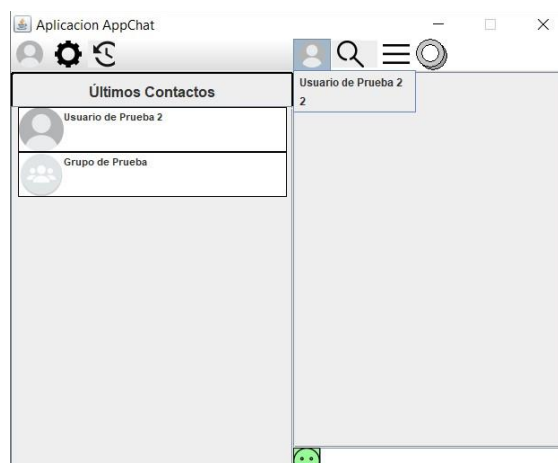 Aplicacion AppChat
Últimos Contactos
Usuario de Prueba 2
Grupo de Prueba
Usuario de Prueba 2
2